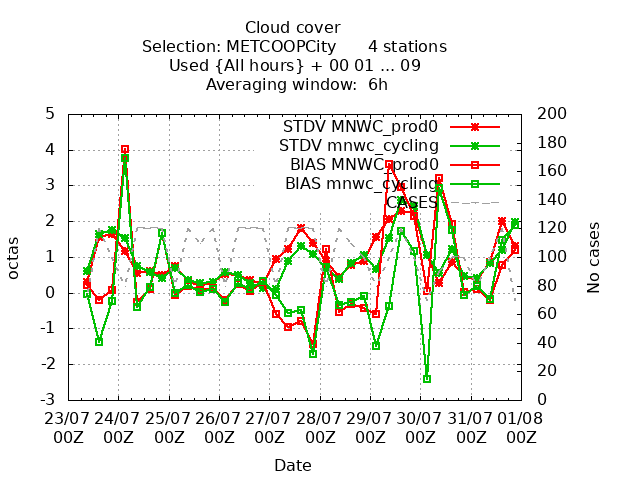 Cloud cover
Selection: METCOOPCity 4 stations
Used {All hours} + 00 01 ... 09
Averaging window: 6h
STDV MNWC_prod0
STDV mnwc_cycling
BIAS MNWC_prod0
BIAS mnwc_cycling
CASES
octas
5
4
3
2
1
0
-1
-2
-3
No cases
200
180
160
140
120
100
80
60
40
20
0
23/07 24/07 25/07 26/07 27/07 28/07 29/07 30/07 31/07 01/08
00Z 00Z 00Z 00Z 00Z 00Z 00Z 00Z 00Z 00Z
Date